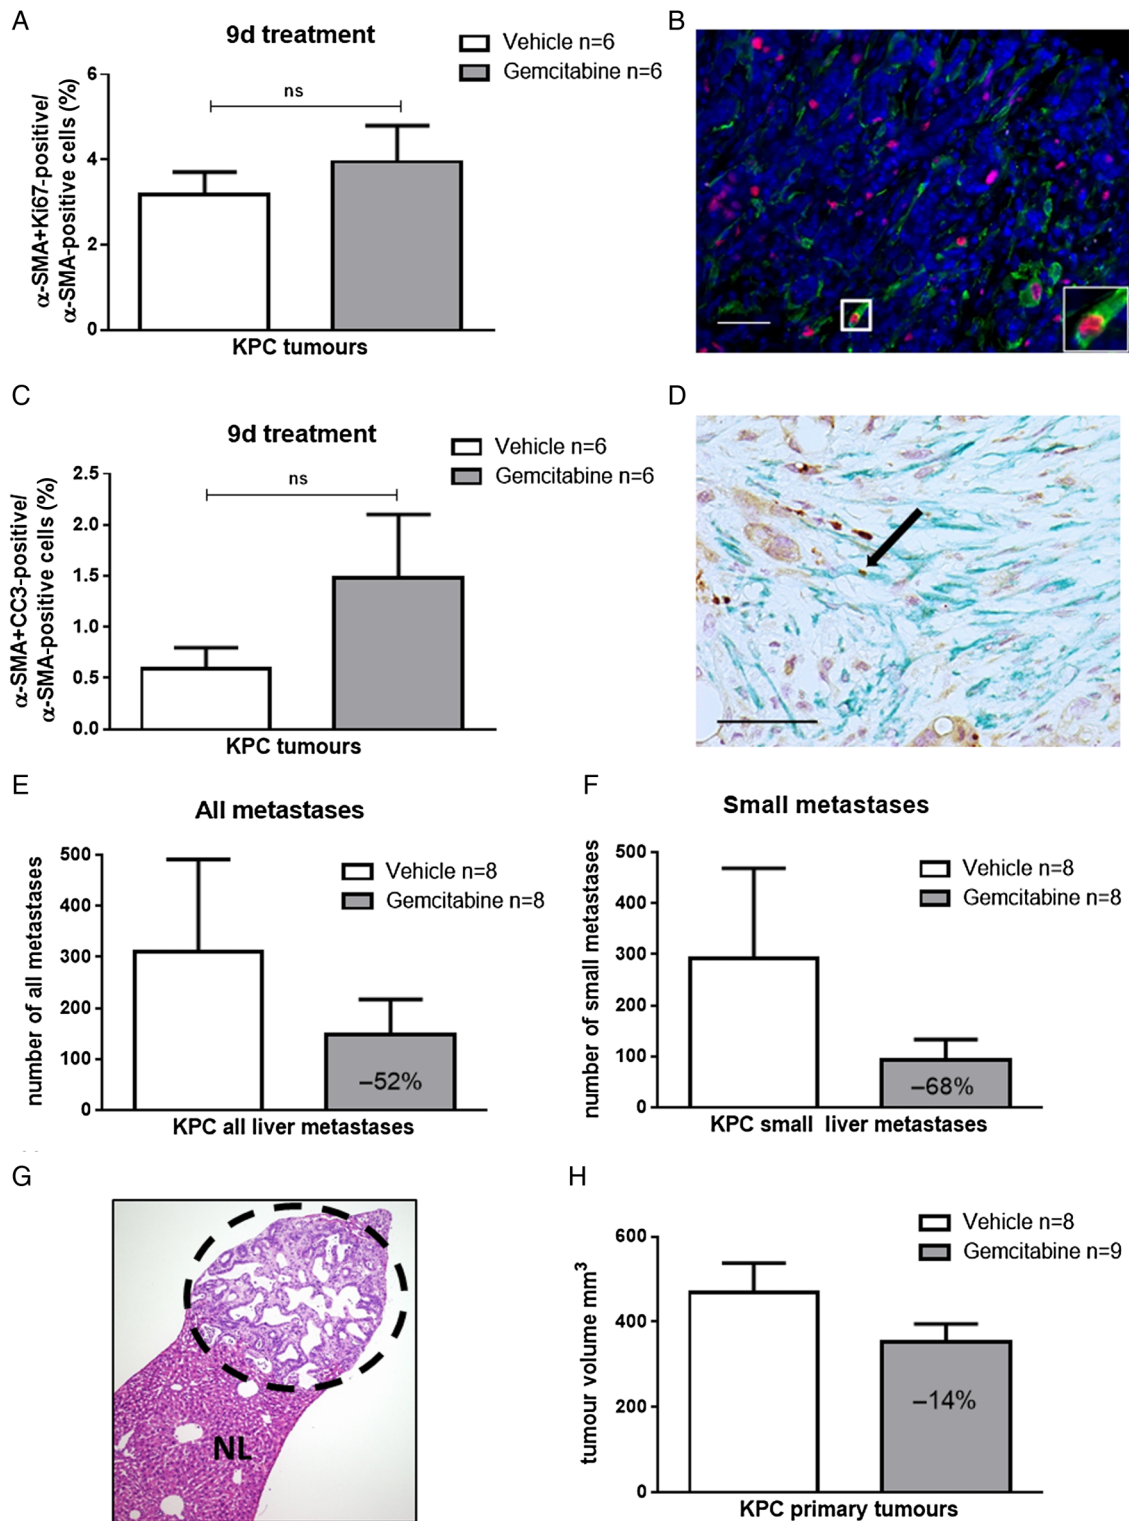 A
9d treatment
Vehicle n=6
Gemcitabine n=6
ns
α-SMA+Ki67-positive/
α-SMA-positive cells (%)
6
4
2
0
KPC tumours
B
C
9d treatment
Vehicle n=6
Gemcitabine n=6
ns
α-SMA+CC3-positive/
α-SMA-positive cells (%)
2.5
2.0
1.5
1.0
0.5
0.0
KPC tumours
D
E
All metastases
Vehicle n=8
Gemcitabine n=8
number of all metastases
500
400
300
200
100
0
–52%
KPC all liver metastases
F
Small metastases
Vehicle n=8
Gemcitabine n=8
number of small metastases
500
400
300
200
100
0
–68%
KPC small liver metastases
G
NL
H
Vehicle n=8
Gemcitabine n=9
tumour volume mm³
600
400
200
0
–14%
KPC primary tumours